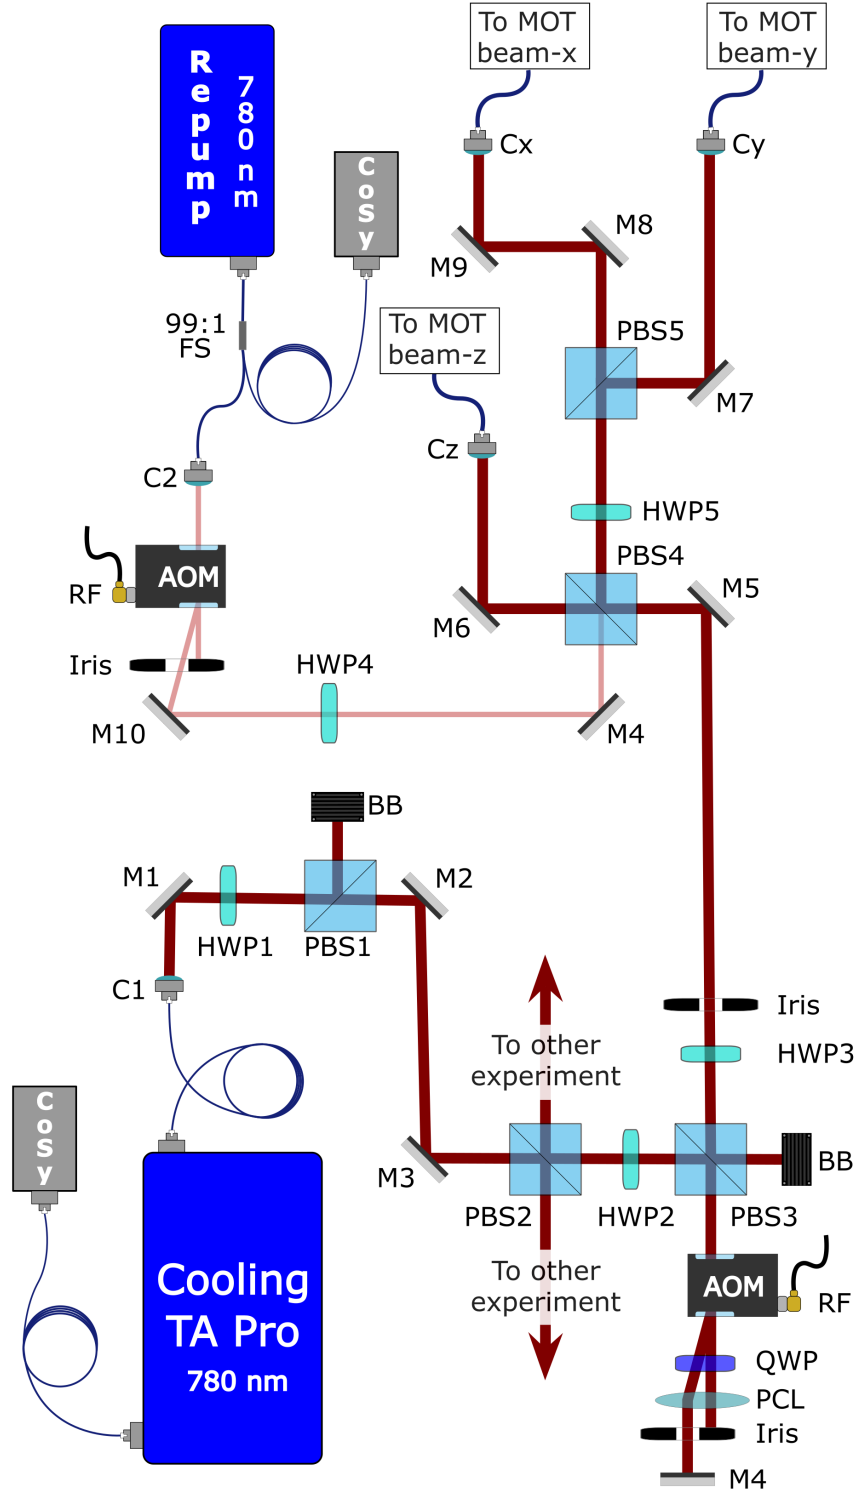 To MOT
beam-x
To MOT
beam-y
Repump
780 nm
CoSy
Cx
Cy
M8
M9
99:1
FS
To MOT
beam-z
PBS5
M7
Cz
C2
HWP5
PBS4
AOM
RF
M5
M6
Iris
HWP4
M10
M4
BB
M1
M2
HWP1
PBS1
C1
Iris
To other
experiment
HWP3
CoSy
M3
BB
PBS2
HWP2
PBS3
Cooling
TA Pro
780 nm
To other
experiment
AOM
RF
QWP
PCL
Iris
M4